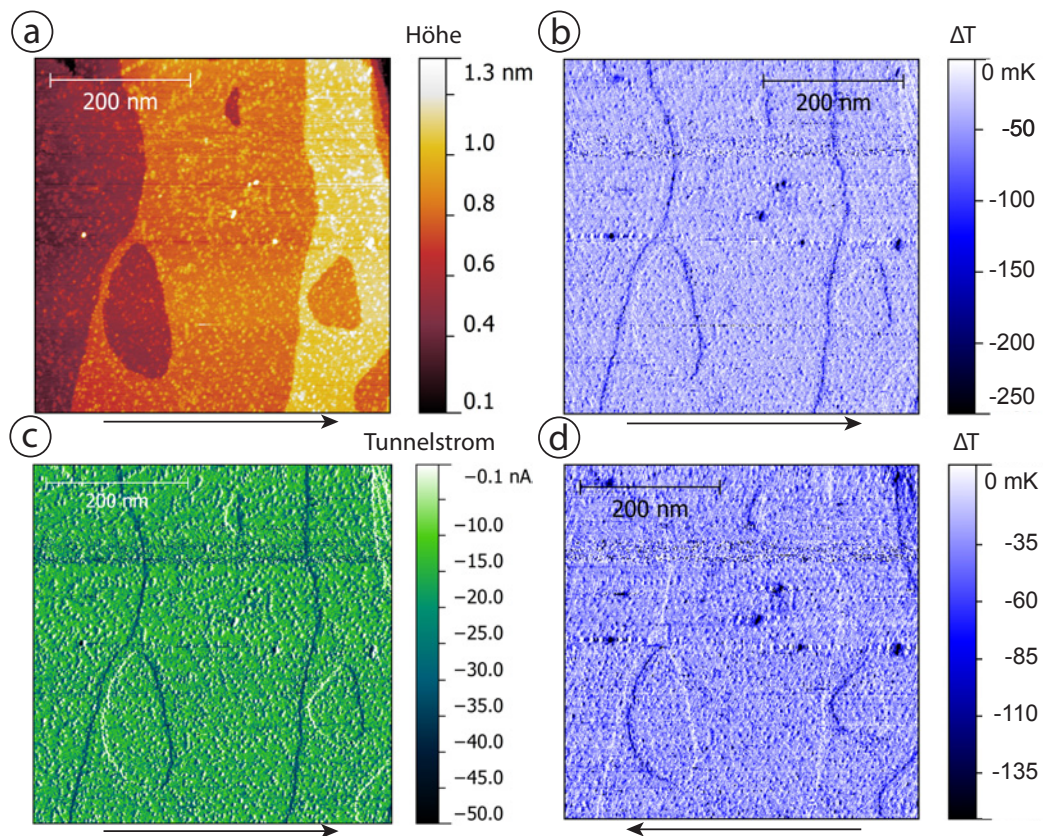 a
Höhe
200 nm
1.3 nm
1.0
0.8
0.6
0.4
0.1
b
ΔT
200 nm
0 mK
-50
-100
-150
-200
-250
c
Tunnelstrom
200 nm
−0.1 nA
−10.0
−15.0
−20.0
−25.0
−30.0
−35.0
−40.0
−45.0
−50.0
d
ΔT
200 nm
0 mK
-35
-60
-85
-110
-135